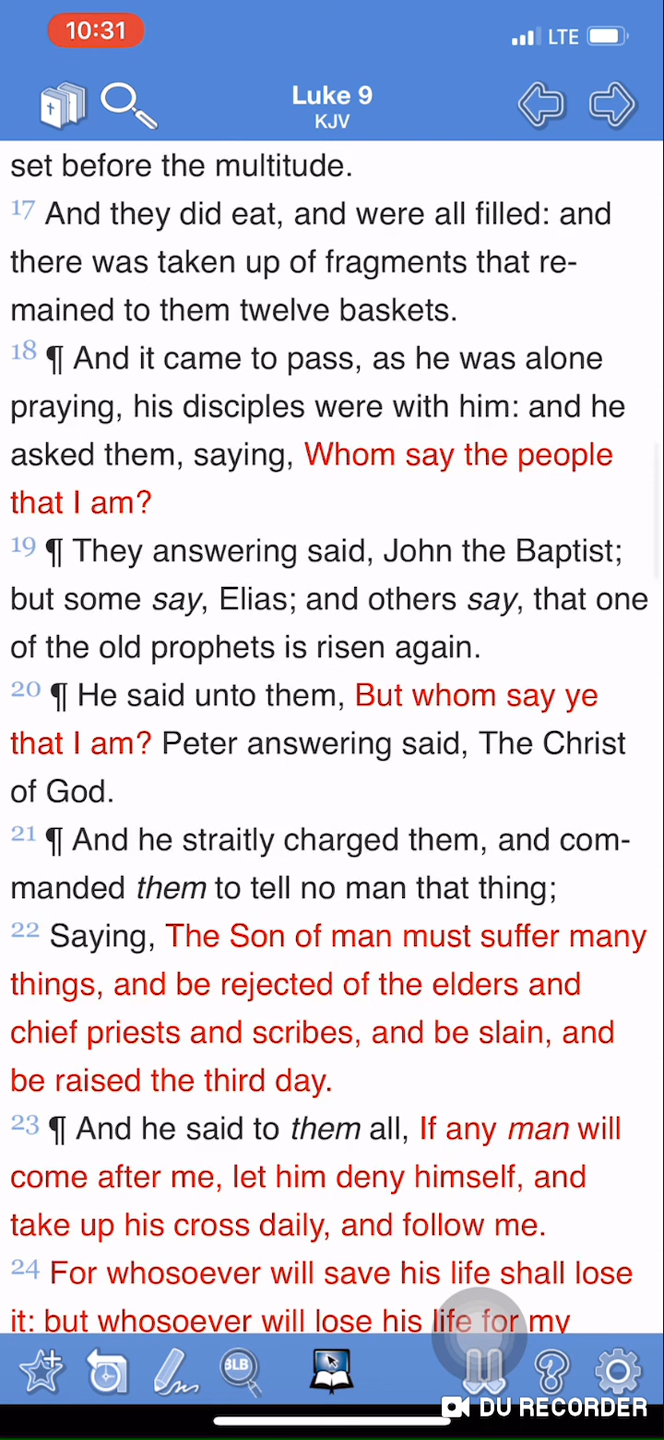 10:31
LTE
Luke 9
KJV
set before the multitude.
17 And they did eat, and were all filled: and
there was taken up of fragments that re-
mained to them twelve baskets.
18 ¶ And it came to pass, as he was alone
praying, his disciples were with him: and he
asked them, saying, Whom say the people
that I am?
19 ¶ They answering said, John the Baptist;
but some say, Elias; and others say, that one
of the old prophets is risen again.
20 ¶ He said unto them, But whom say ye
that I am? Peter answering said, The Christ
of God.
21 ¶ And he straitly charged them, and com-
manded them to tell no man that thing;
22 Saying, The Son of man must suffer many
things, and be rejected of the elders and
chief priests and scribes, and be slain, and
be raised the third day.
23 ¶ And he said to them all, If any man will
come after me, let him deny himself, and
take up his cross daily, and follow me.
24 For whosoever will save his life shall lose
it: but whosoever will lose his life for my
BLB
DU RECORDER